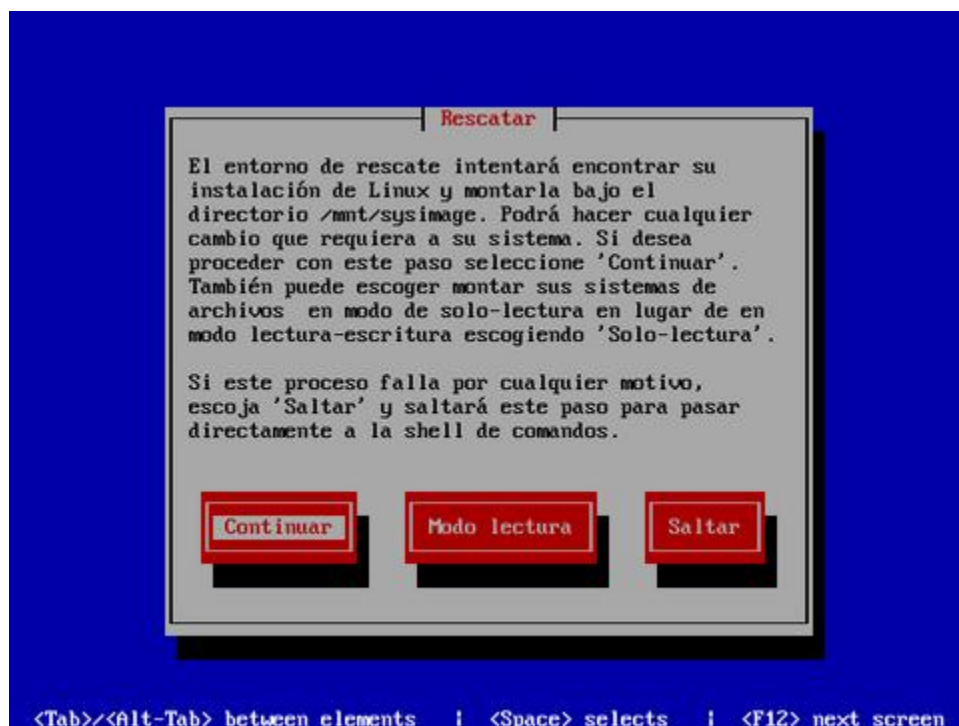 Rescatar
El entorno de rescate intentará encontrar su
instalación de Linux y montarla bajo el
directorio /mnt/sysimage. Podrá hacer cualquier
cambio que requiera a su sistema. Si desea
proceder con este paso seleccione 'Continuar'.
También puede escoger montar sus sistemas de
archivos  en modo de solo-lectura en lugar de en
modo lectura-escritura escogiendo 'Solo-lectura'.
Si este proceso falla por cualquier motivo,
escoja 'Saltar' y saltará este paso para pasar
directamente a la shell de comandos.
Continuar Modo lectura Saltar
<Tab>/<Alt-Tab> between elements | <Space> selects | <F12> next screen